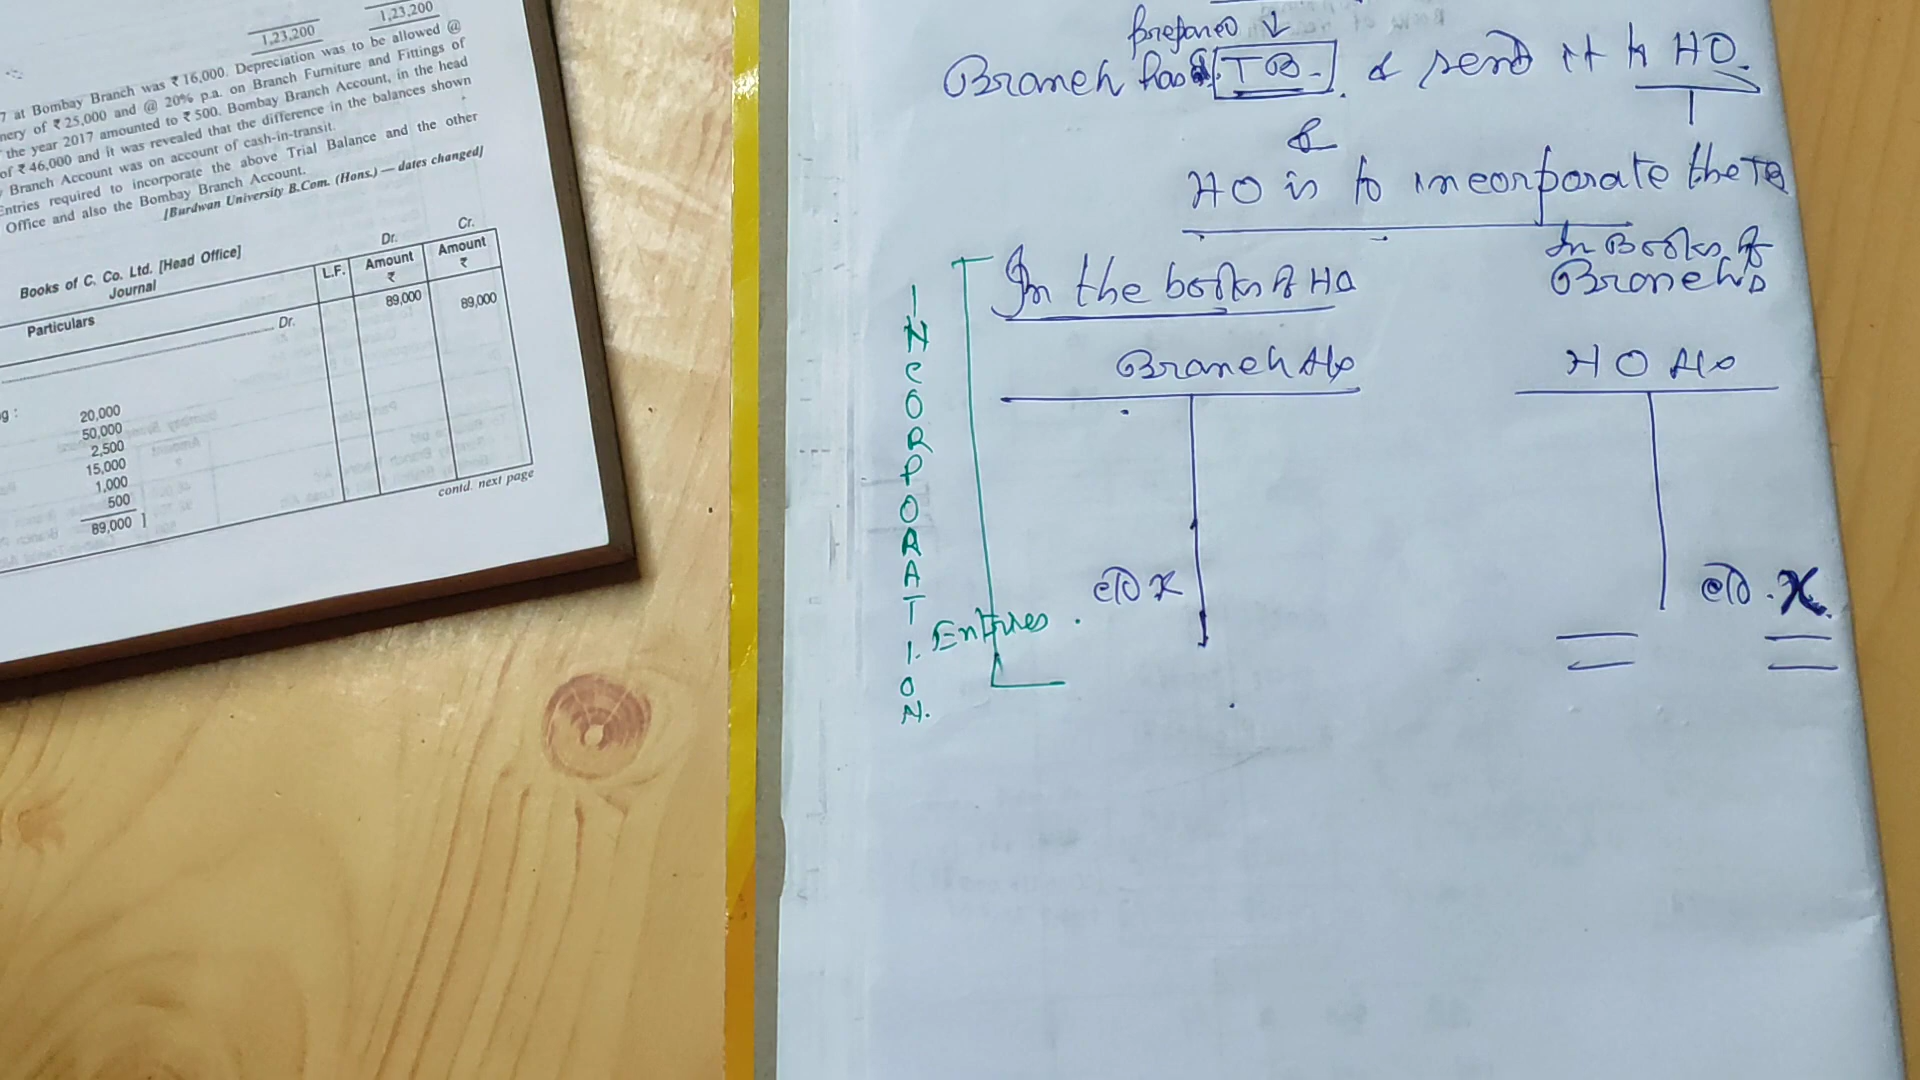 1,23,200
1,23,200
7 at Bombay Branch was ₹ 16,000. Depreciation was to be allowed @
nery of ₹ 25,000 and @ 20% p.a. on Branch Furniture and Fittings of
the year 2017 amounted to ₹ 500. Bombay Branch Account, in the head
of ₹ 46,000 and it was revealed that the difference in the balances shown
Branch Account was on account of cash-in-transit.
Entries required to incorporate the above Trial Balance and the other
Office and also the Bombay Branch Account.
[Burdwan University B.Com. (Hons.) — dates changed]
Books of C. Co. Ltd. [Head Office]
Journal
Dr.
Cr.
Particulars
L.F.
Amount
₹
Amount
₹
Dr.
89,000
89,000
g :
20,000
50,000
2,500
15,000
1,000
500
89,000 ]
contd. next page
prepared
Branch has T B. & send it to HO.
&
HO is to incorporate the TB
In the books of HO
In Books of
Branch
INCORPORATION
Entries
Branch A/c
HO A/c
c/d x
c/d . x